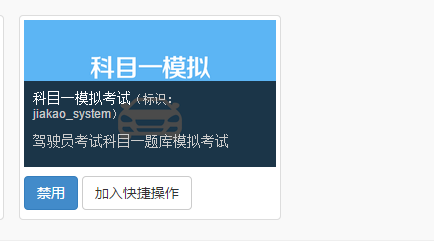 科目一模拟
科目一模拟考试（标识：
jiakao_system）
驾驶员考试科目一题库模拟考试
禁用 加入快捷操作